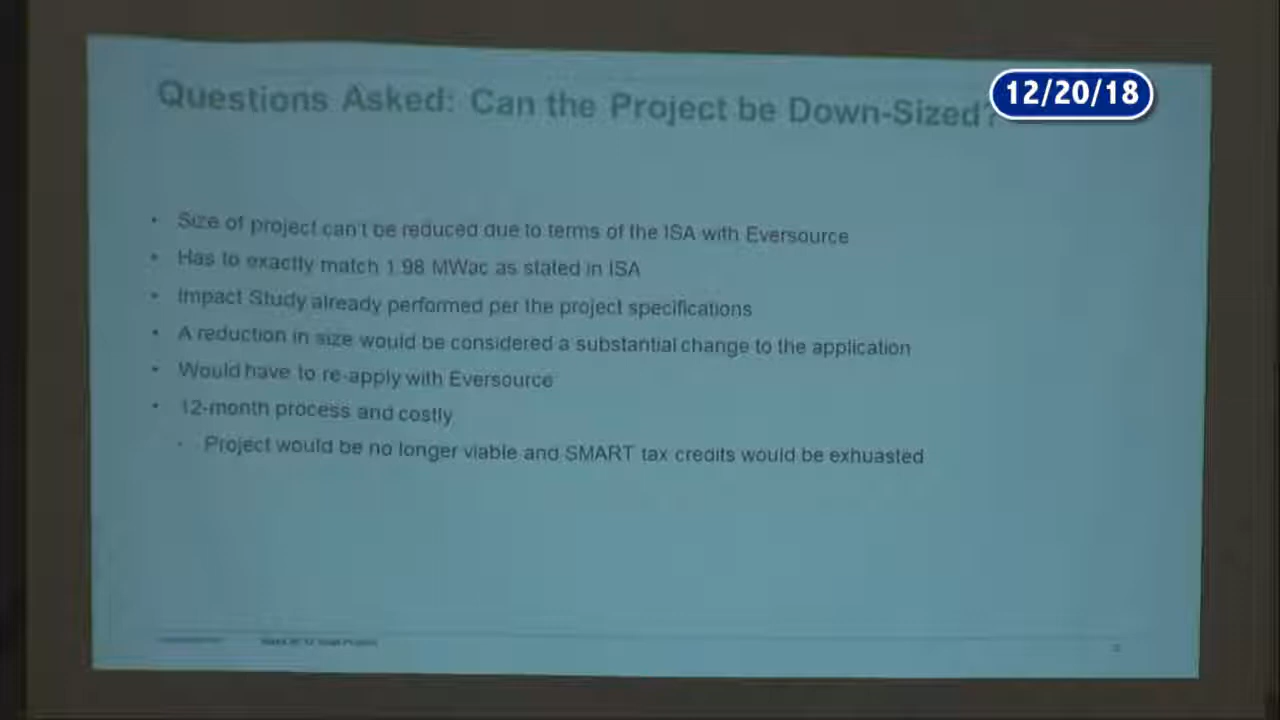 Questions Asked: Can the Project be Down-Sized?
12/20/18
• Size of project can't be reduced due to terms of the ISA with Eversource
• Has to exactly match 1.98 MWac as stated in ISA
• Impact Study already performed per the project specifications
• A reduction in size would be considered a substantial change to the application
• Would have to re-apply with Eversource
• 12-month process and costly
• Project would be no longer viable and SMART tax credits would be exhuasted